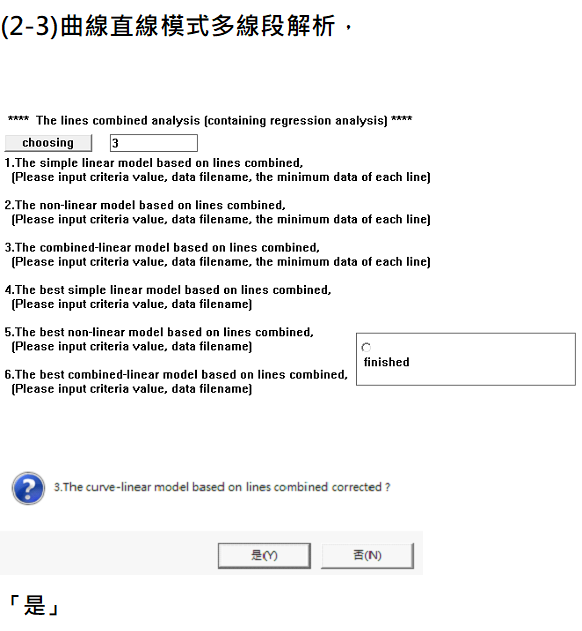 (2-3)曲線直線模式多線段解析，
**** The lines combined analysis (containing regression analysis) ****
choosing 3
1.The simple linear model based on lines combined,
(Please input criteria value, data filename, the minimum data of each line)
2.The non-linear model based on lines combined,
(Please input criteria value, data filename, the minimum data of each line)
3.The combined-linear model based on lines combined,
(Please input criteria value, data filename, the minimum data of each line)
4.The best simple linear model based on lines combined,
(Please input criteria value, data filename)
5.The best non-linear model based on lines combined,
(Please input criteria value, data filename)
6.The best combined-linear model based on lines combined,
(Please input criteria value, data filename)
finished
3.The curve-linear model based on lines combined corrected ?
是(Y) 否(N)
「是」